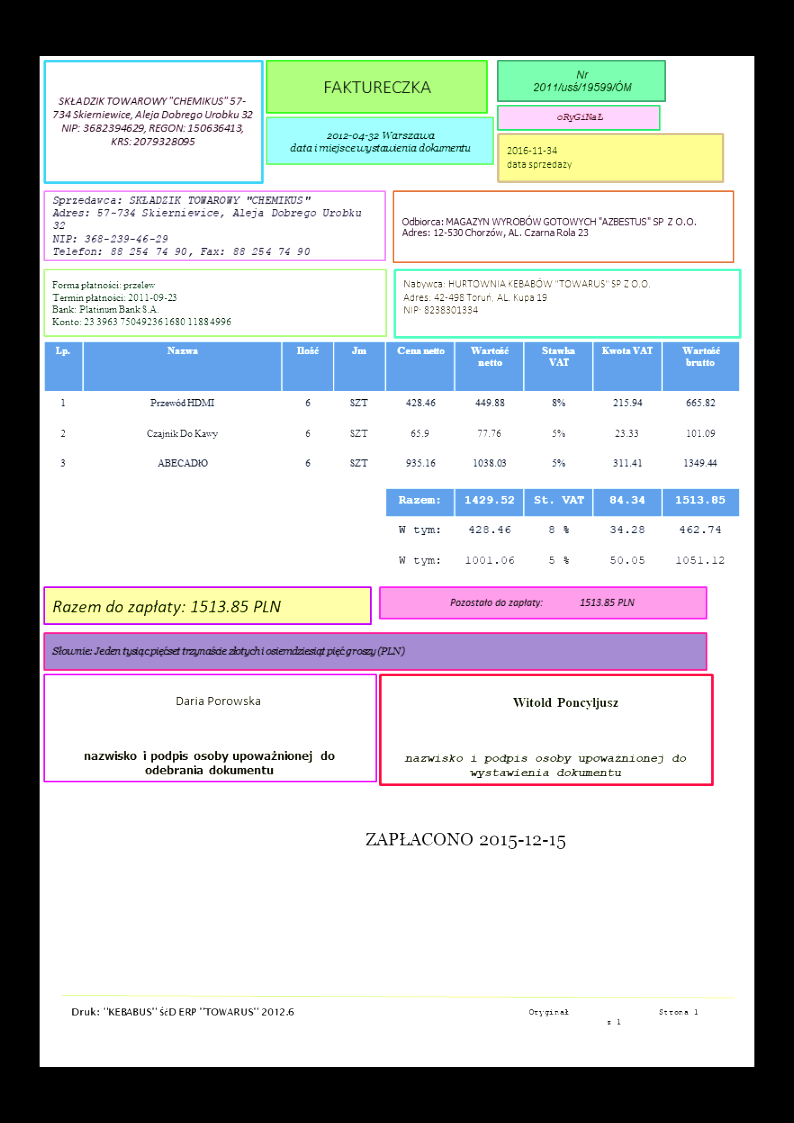 SKŁADZIK TOWAROWY "CHEMIKUS" 57-
734 Skierniewice, Aleja Dobrego Urobku 32
NIP: 3682394629, REGON: 150636413,
KRS: 2079328095
FAKTURECZKA
2012-04-32 Warszawa
data i miejsce wystawienia dokumentu
Nr
2011/usś/19599/ÓM
oRyGiNaŁ
2016-11-34
data sprzedaży
Sprzedawca: SKŁADZIK TOWAROWY "CHEMIKUS"
Adres: 57-734 Skierniewice, Aleja Dobrego Urobku
32
NIP: 368-239-46-29
Telefon: 88 254 74 90, Fax: 88 254 74 90
Odbiorca: MAGAZYN WYROBÓW GOTOWYCH "AZBESTUS" SP Z O.O.
Adres: 12-530 Chorzów, AL. Czarna Rola 23
Forma płatności: przelew
Termin płatności: 2011-09-23
Bank: Platinum Bank S.A.
Konto: 23 3963 7504 9236 1680 1188 4996
Nabywca: HURTOWNIA KEBABÓW "TOWARUS" SP Z O.O.
Adres: 42-498 Toruń, AL. Kupa 19
NIP: 8238301334
Lp. Nazwa Ilość Jm Cena netto Wartość netto Stawka VAT Kwota VAT Wartość brutto
1 Przewód HDMI 6 SZT 428.46 449.88 8% 215.94 665.82
2 Czajnik Do Kawy 6 SZT 65.9 77.76 5% 23.33 101.09
3 ABECADŁO 6 SZT 935.16 1038.03 5% 311.41 1349.44
Razem: 1429.52 St. VAT 84.34 1513.85
W tym: 428.46 8 % 34.28 462.74
W tym: 1001.06 5 % 50.05 1051.12
Razem do zapłaty: 1513.85 PLN
Pozostało do zapłaty: 1513.85 PLN
Słownie: Jeden tysiąc pięćset trzynaście złotych i osiemdziesiąt pięć groszy (PLN)
Daria Porowska
nazwisko i podpis osoby upoważnionej do
odebrania dokumentu
Witold Poncyljusz
nazwisko i podpis osoby upoważnionej do
wystawienia dokumentu
ZAPŁACONO 2015-12-15
Druk: "KEBABUS" śćD ERP "TOWARUS" 2012.6
Oryginał Strona 1
z 1